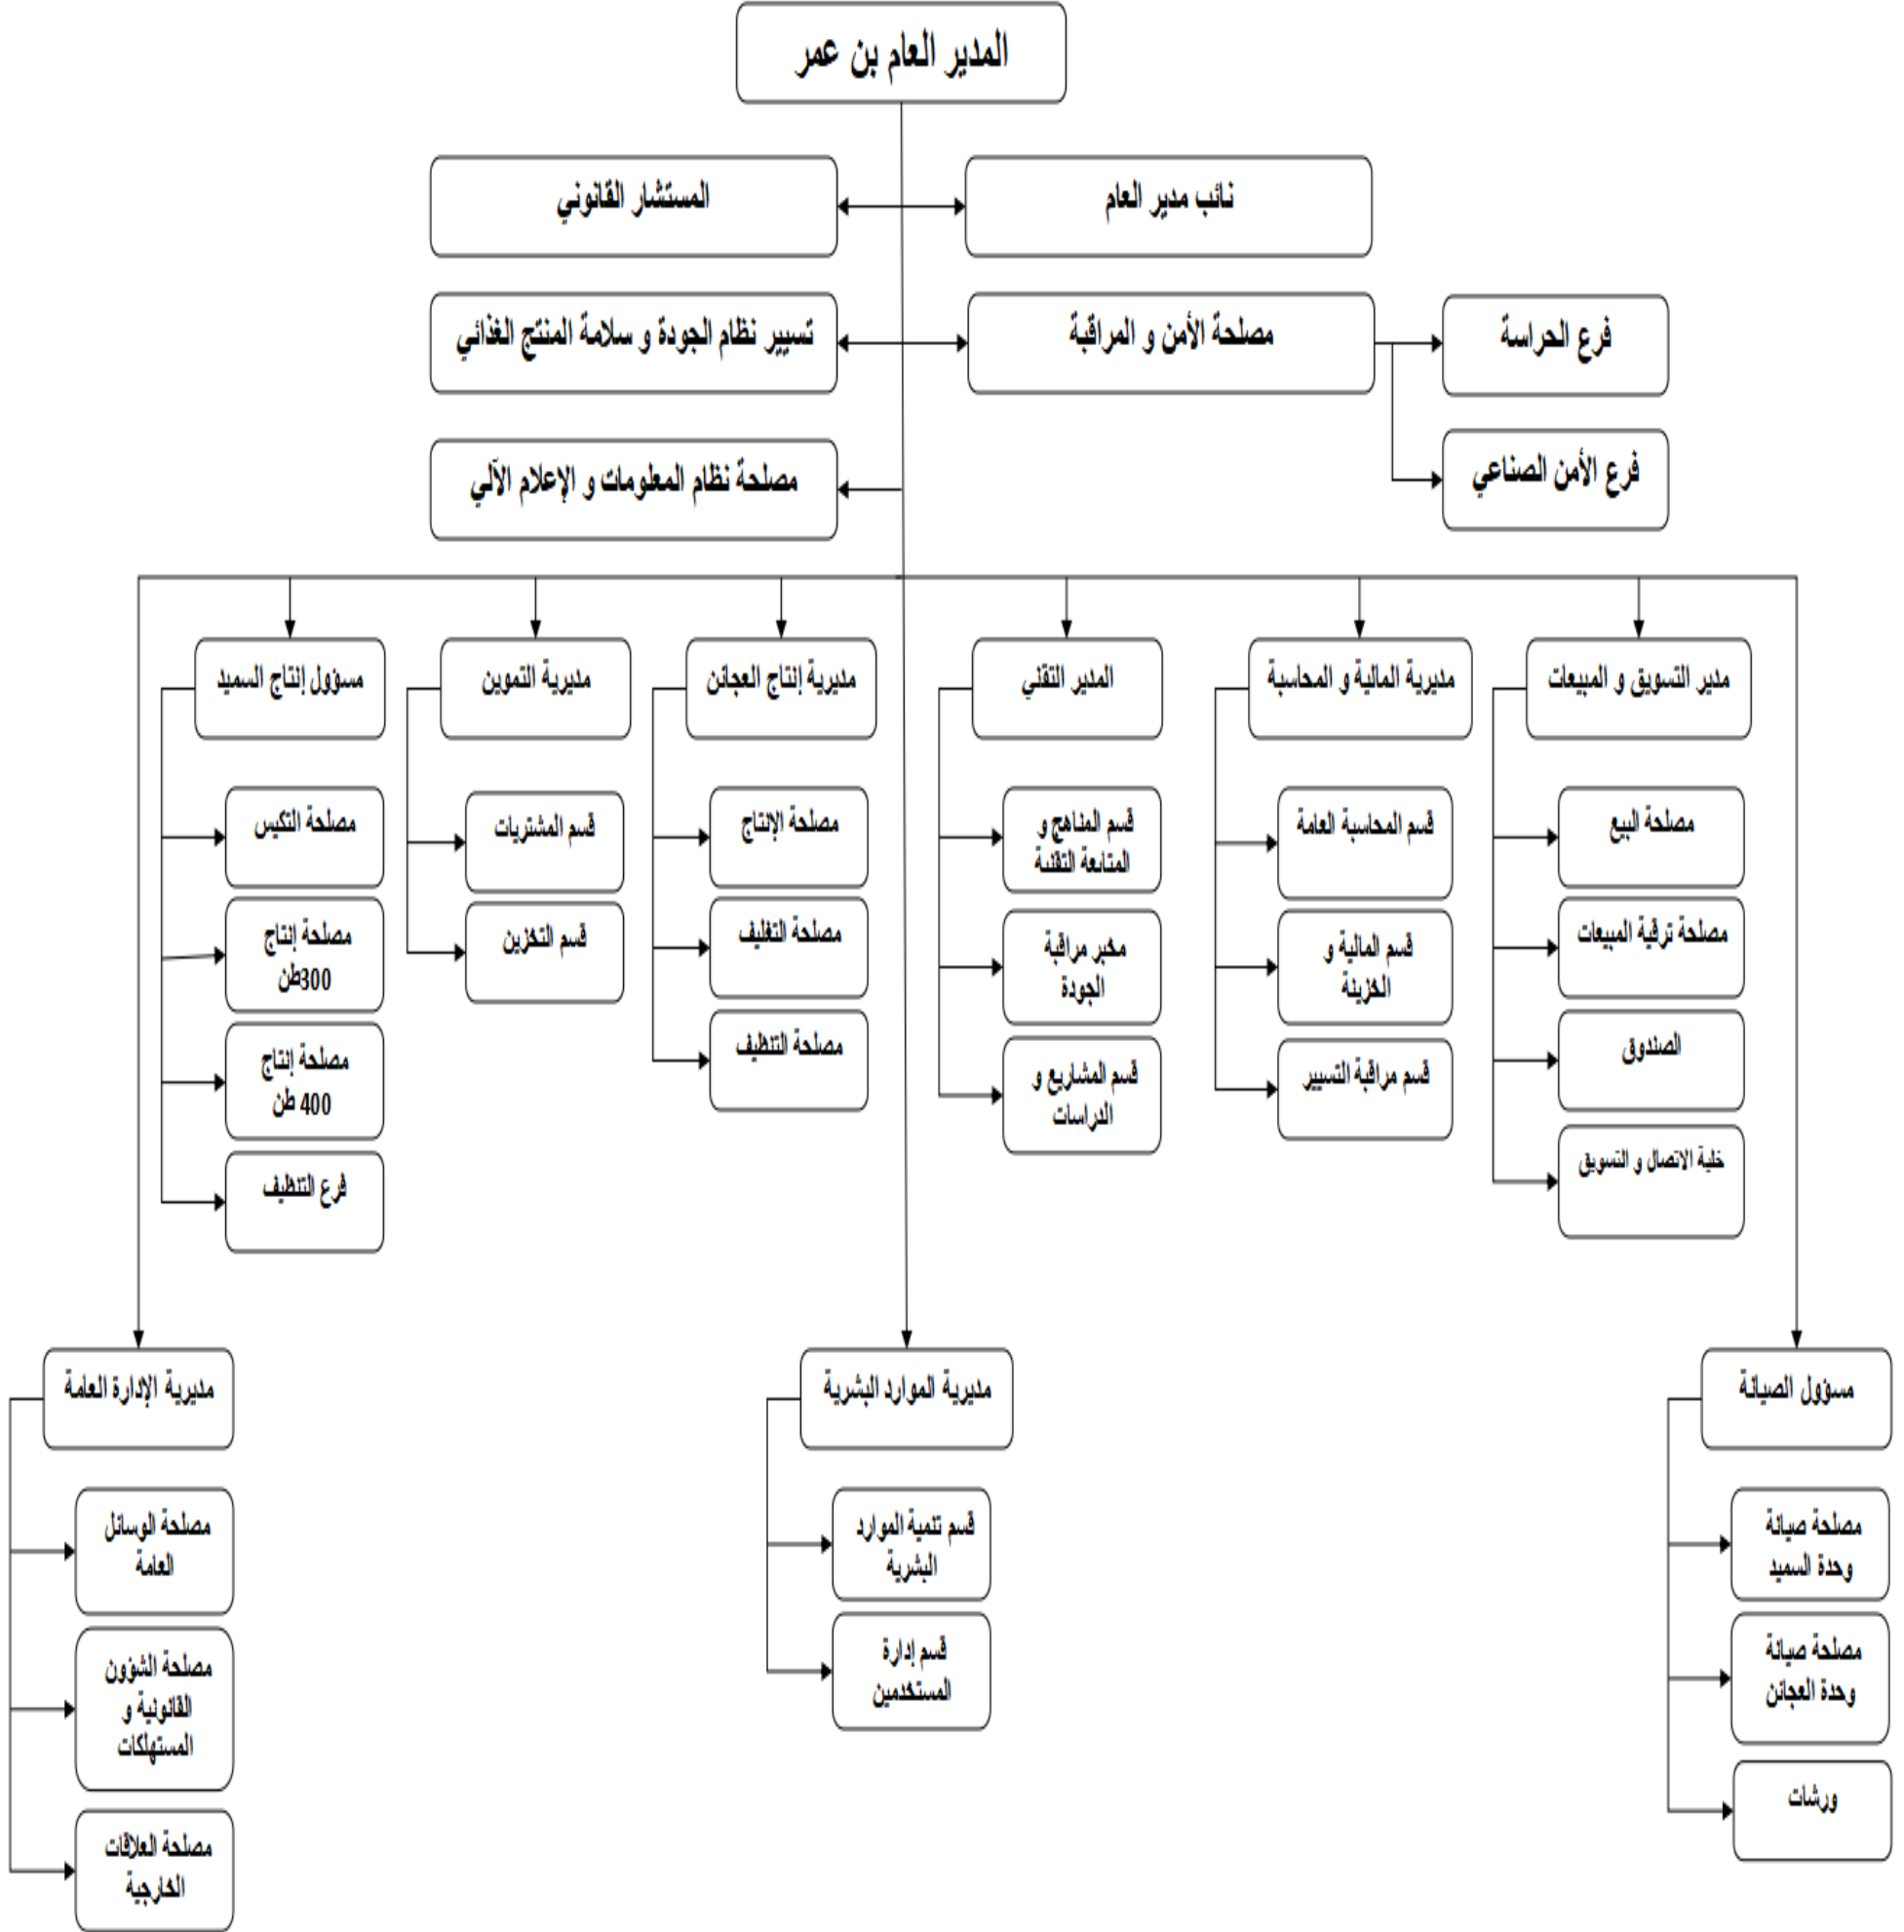 المدير العام بن عمر
نائب مدير العام
المستشار القانوني
فرع الحراسة
مصلحة الأمن و المراقبة
تسيير نظام الجودة و سلامة المنتج الغذائي
فرع الأمن الصناعي
مصلحة نظام المعلومات و الإعلام الآلي
مدير التسويق و المبيعات
مديرية المالية و المحاسبة
المدير التقني
مديرية إنتاج العجائن
مديرية التموين
مسؤول إنتاج السميد
مصلحة البيع
مصلحة ترقية المبيعات
الصندوق
خلية الاتصال و التسويق
قسم المحاسبة العامة
قسم المالية و
الخزينة
قسم مراقبة التسيير
قسم المناهج و
المتابعة التقنية
مخبر مراقبة
الجودة
قسم المشاريع و
الدراسات
مصلحة الإنتاج
مصلحة التغليف
مصلحة التنظيف
قسم المشتريات
قسم التخزين
مصلحة التكيس
مصلحة إنتاج
300طن
مصلحة إنتاج
400 طن
فرع التنظيف
مسؤول الصيانة
مديرية الموارد البشرية
مديرية الإدارة العامة
مصلحة صيانة
وحدة السميد
مصلحة صيانة
وحدة العجائن
ورشات
قسم تنمية الموارد
البشرية
قسم إدارة
المستخدمين
مصلحة الوسائل
العامة
مصلحة الشؤون
القانونية و
المستهلكات
مصلحة العلاقات
الخارجية